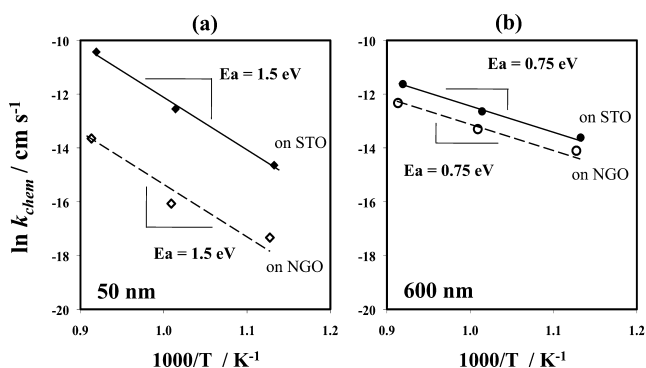 (a)
(b)
ln k_chem / cm s⁻¹
-10
-12
-14
-16
-18
-20
Ea = 1.5 eV
on STO
Ea = 1.5 eV
on NGO
50 nm
0.9
1.0
1.1
1.2
1000/T / K⁻¹
-10
-12
-14
-16
-18
-20
Ea = 0.75 eV
on STO
Ea = 0.75 eV
on NGO
600 nm
0.9
1.0
1.1
1.2
1000/T / K⁻¹